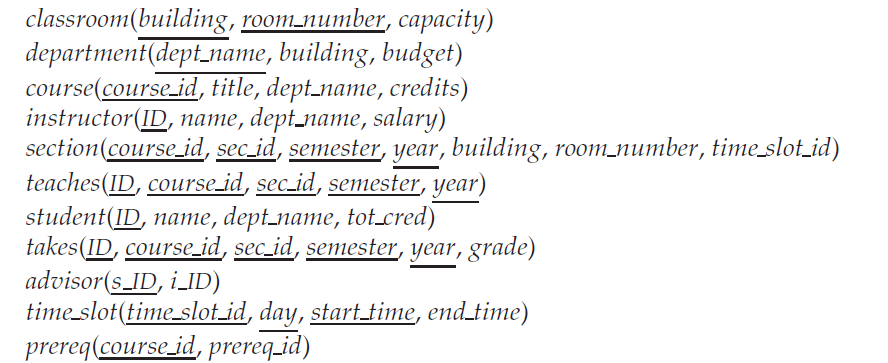 classroom(building, room_number, capacity)
department(dept_name, building, budget)
course(course_id, title, dept_name, credits)
instructor(ID, name, dept_name, salary)
section(course_id, sec_id, semester, year, building, room_number, time_slot_id)
teaches(ID, course_id, sec_id, semester, year)
student(ID, name, dept_name, tot_cred)
takes(ID, course_id, sec_id, semester, year, grade)
advisor(s_ID, i_ID)
time_slot(time_slot_id, day, start_time, end_time)
prereq(course_id, prereq_id)